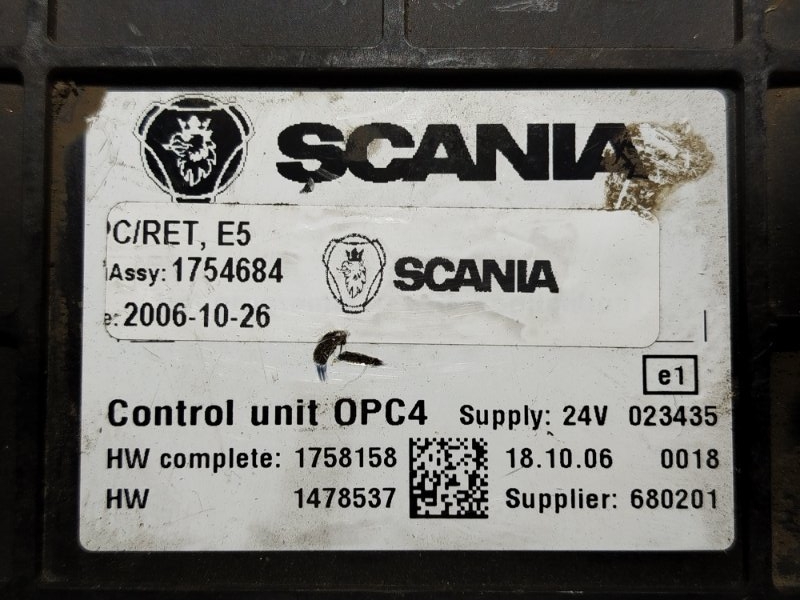 SCANIA
C/RET, E5
Assy: 1754684
SCANIA
e: 2006-10-26
e1
Control unit OPC4 Supply: 24V 023435
HW complete: 1758158 18.10.06 0018
HW 1478537 Supplier: 680201